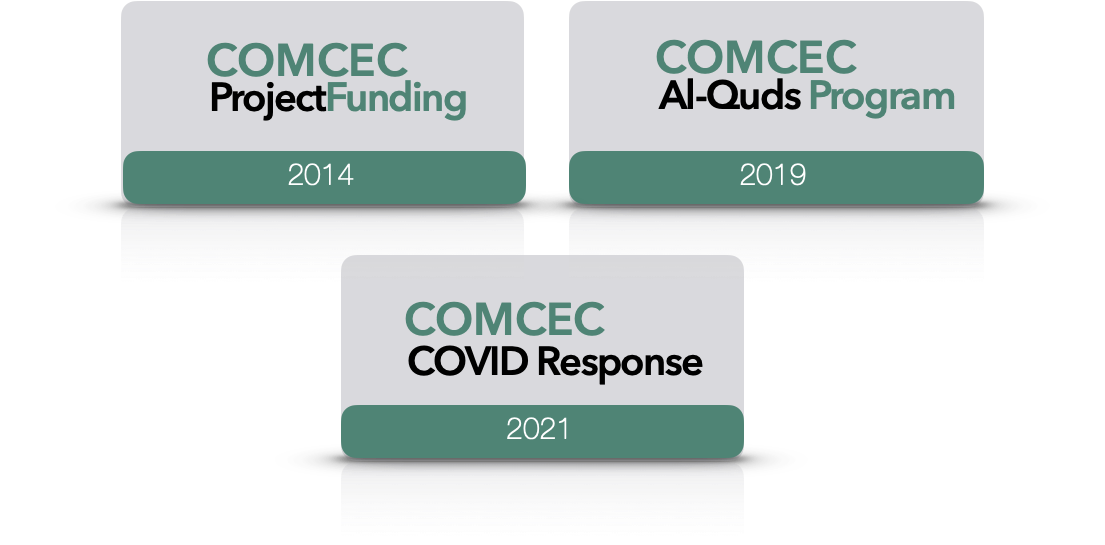 COMCEC
ProjectFunding
2014
COMCEC
Al-Quds Program
2019
COMCEC
COVID Response
2021